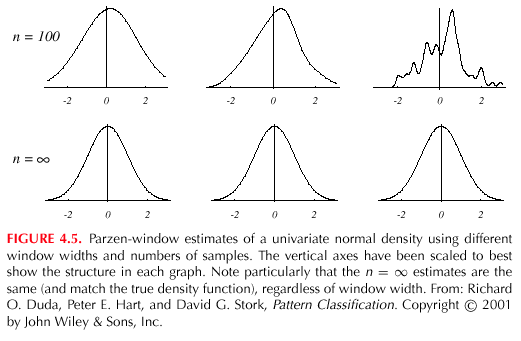 n = 100
-2 0 2 -2 0 2 -2 0 2
n = ∞
-2 0 2 -2 0 2 -2 0 2
FIGURE 4.5. Parzen-window estimates of a univariate normal density using different
window widths and numbers of samples. The vertical axes have been scaled to best
show the structure in each graph. Note particularly that the n = ∞ estimates are the
same (and match the true density function), regardless of window width. From: Richard
O. Duda, Peter E. Hart, and David G. Stork, Pattern Classification. Copyright © 2001
by John Wiley & Sons, Inc.